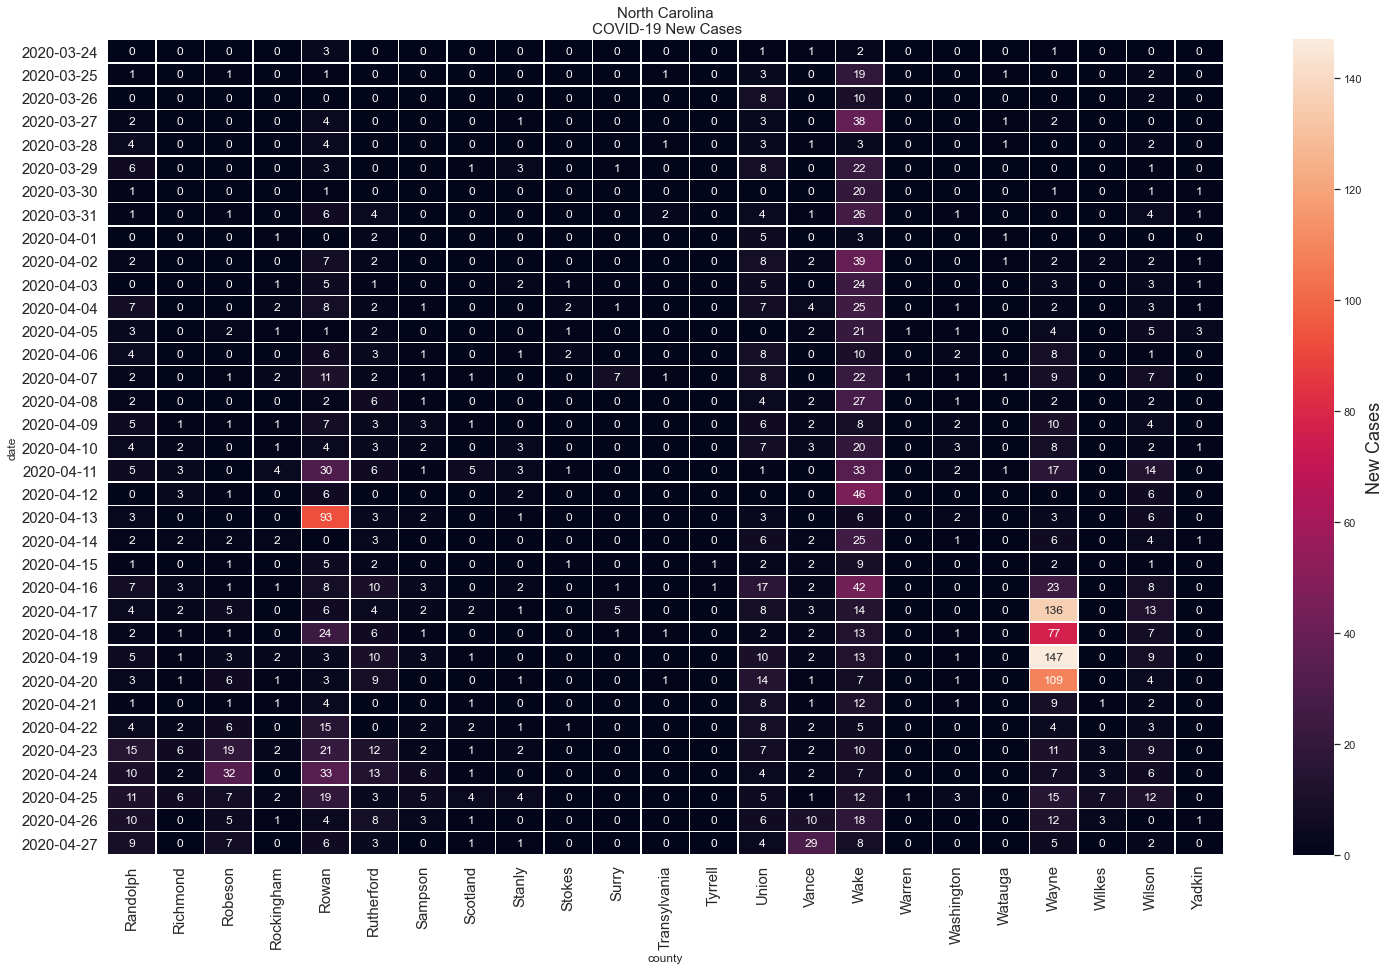 North Carolina
COVID-19 New Cases
2020-03-24 0 0 0 0 3 0 0 0 0 0 0 0 0 1 1 2 0 0 0 1 0 0 0
2020-03-25 1 0 1 0 1 0 0 0 0 0 0 1 0 3 0 19 0 0 1 0 0 2 0
2020-03-26 0 0 0 0 0 0 0 0 0 0 0 0 0 8 0 10 0 0 0 0 0 2 0
2020-03-27 2 0 0 0 4 0 0 0 1 0 0 0 0 3 0 38 0 0 1 2 0 0 0
2020-03-28 4 0 0 0 4 0 0 0 0 0 0 1 0 3 1 3 0 0 1 0 0 2 0
2020-03-29 6 0 0 0 3 0 0 1 3 0 1 0 0 8 0 22 0 0 0 0 0 1 0
2020-03-30 1 0 0 0 1 0 0 0 0 0 0 0 0 0 0 20 0 0 0 1 0 1 1
2020-03-31 1 0 1 0 6 4 0 0 0 0 0 2 0 4 1 26 0 1 0 0 0 4 1
2020-04-01 0 0 0 1 0 2 0 0 0 0 0 0 0 5 0 3 0 0 1 0 0 0 0
2020-04-02 2 0 0 0 7 2 0 0 0 0 0 0 0 8 2 39 0 0 1 2 2 2 1
2020-04-03 0 0 0 1 5 1 0 0 2 1 0 0 0 5 0 24 0 0 0 3 0 3 1
2020-04-04 7 0 0 2 8 2 1 0 0 2 1 0 0 7 4 25 0 1 0 2 0 3 1
2020-04-05 3 0 2 1 1 2 0 0 0 1 0 0 0 0 2 21 1 1 0 4 0 5 3
2020-04-06 4 0 0 0 6 3 1 0 1 2 0 0 0 8 0 10 0 2 0 8 0 1 0
2020-04-07 2 0 1 2 11 2 1 1 0 0 7 1 0 8 0 22 1 1 1 9 0 7 0
2020-04-08 2 0 0 0 2 6 1 0 0 0 0 0 0 4 2 27 0 1 0 2 0 2 0
2020-04-09 5 1 1 1 7 3 3 1 0 0 0 0 0 6 2 8 0 2 0 10 0 4 0
2020-04-10 4 2 0 1 4 3 2 0 3 0 0 0 0 7 3 20 0 3 0 8 0 2 1
2020-04-11 5 3 0 4 30 6 1 5 3 1 0 0 0 1 0 33 0 2 1 17 0 14 0
2020-04-12 0 3 1 0 6 0 0 0 2 0 0 0 0 0 0 46 0 0 0 0 0 6 0
2020-04-13 3 0 0 0 93 3 2 0 1 0 0 0 0 3 0 6 0 2 0 3 0 6 0
2020-04-14 2 2 2 2 0 3 0 0 0 0 0 0 0 6 2 25 0 1 0 6 0 4 1
2020-04-15 1 0 1 0 5 2 0 0 0 1 0 0 1 2 2 9 0 0 0 2 0 1 0
2020-04-16 7 3 1 1 8 10 3 0 2 0 1 0 1 17 2 42 0 0 0 23 0 8 0
2020-04-17 4 2 5 0 6 4 2 2 1 0 5 0 0 8 3 14 0 0 0 136 0 13 0
2020-04-18 2 1 1 0 24 6 1 0 0 0 1 1 0 2 2 13 0 1 0 77 0 7 0
2020-04-19 5 1 3 2 3 10 3 1 0 0 0 0 0 10 2 13 0 1 0 147 0 9 0
2020-04-20 3 1 6 1 3 9 0 0 1 0 0 1 0 14 1 7 0 1 0 109 0 4 0
2020-04-21 1 0 1 1 4 0 0 1 0 0 0 0 0 8 1 12 0 0 0 9 1 2 0
2020-04-22 4 2 6 0 15 0 2 2 1 1 0 0 0 8 2 5 0 0 0 4 0 3 0
2020-04-23 15 6 19 2 21 12 2 1 2 0 0 0 0 7 2 10 0 0 0 11 3 9 0
2020-04-24 10 2 32 0 33 13 6 1 0 0 0 0 0 4 2 7 0 0 0 7 3 6 0
2020-04-25 11 6 7 2 19 3 5 4 4 0 0 0 0 5 1 12 1 3 0 15 7 12 0
2020-04-26 10 0 5 1 4 8 3 1 0 0 0 0 0 6 10 18 0 0 0 12 3 0 1
2020-04-27 9 0 7 0 6 3 0 1 1 0 0 0 0 4 29 8 0 0 0 5 0 2 0
date
Randolph Richmond Robeson Rockingham Rowan Rutherford Sampson Scotland Stanly Stokes Surry Transylvania Tyrrell Union Vance Wake Warren Washington Watauga Wayne Wilkes Wilson Yadkin
county
140
120
100
80
60
40
20
0
New Cases